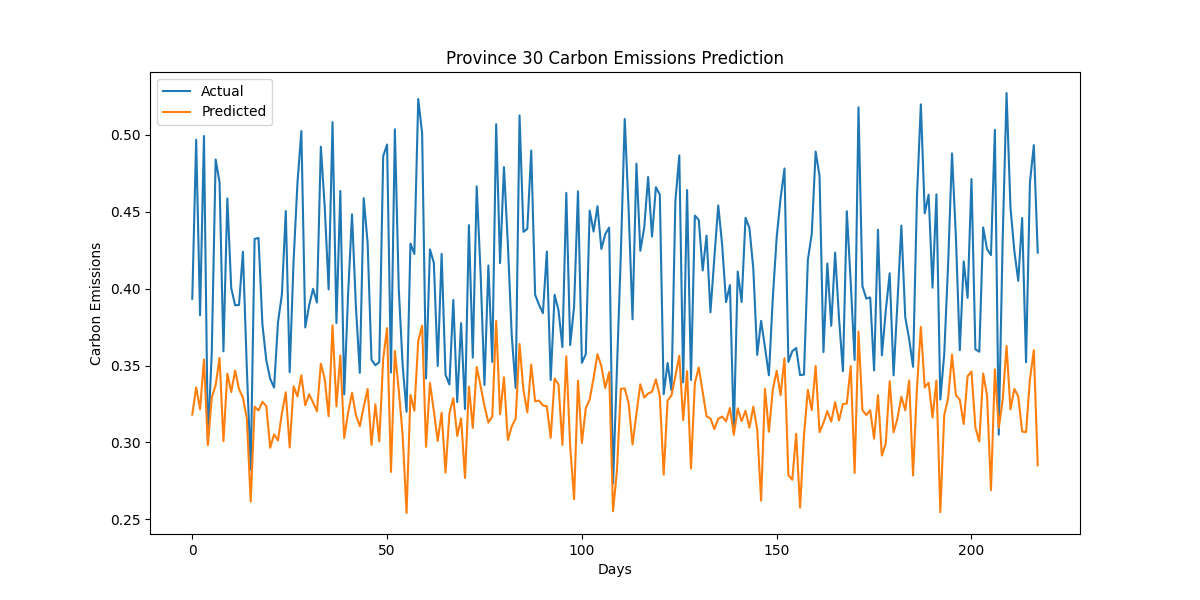 Province 30 Carbon Emissions Prediction
Actual
Predicted
0.50
0.45
0.40
0.35
0.30
0.25
Carbon Emissions
0
50
100
150
200
Days